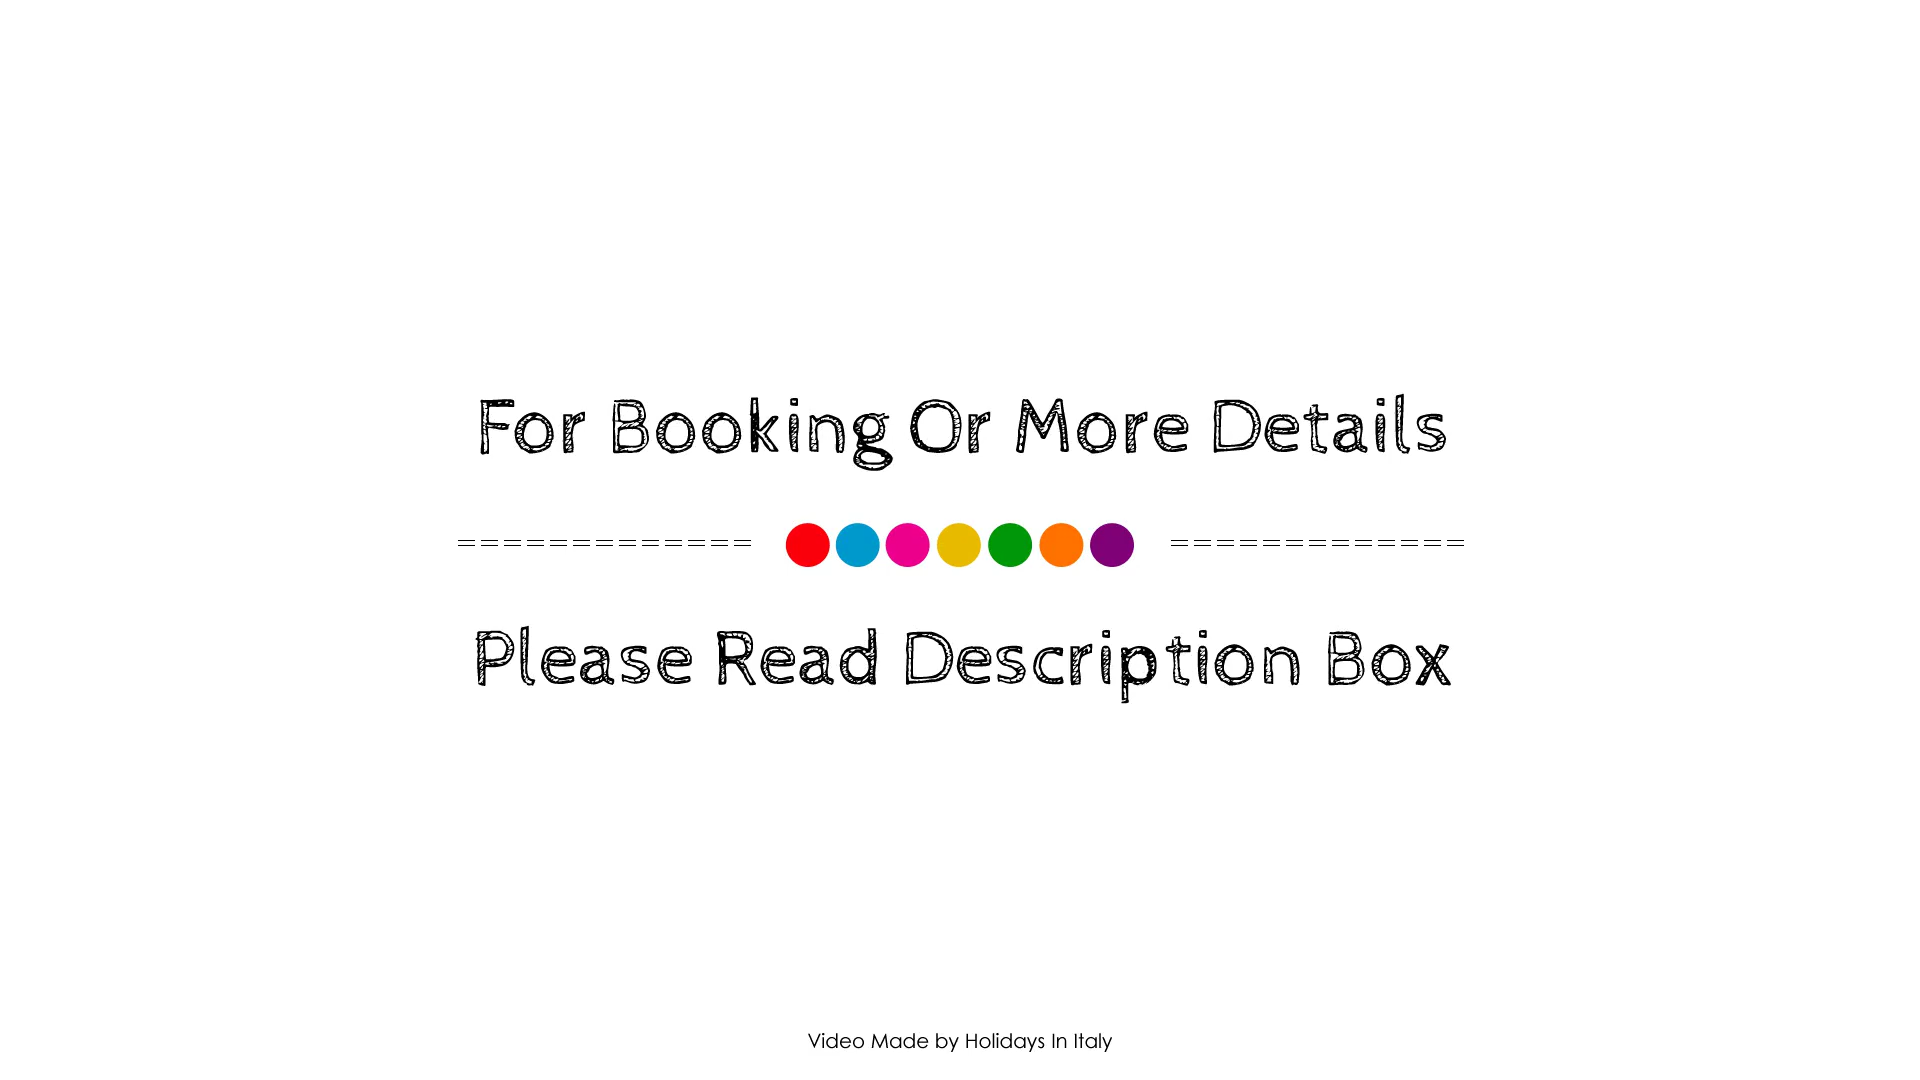 For Booking Or More Details
============= =============
Please Read Description Box
Video Made by Holidays In Italy